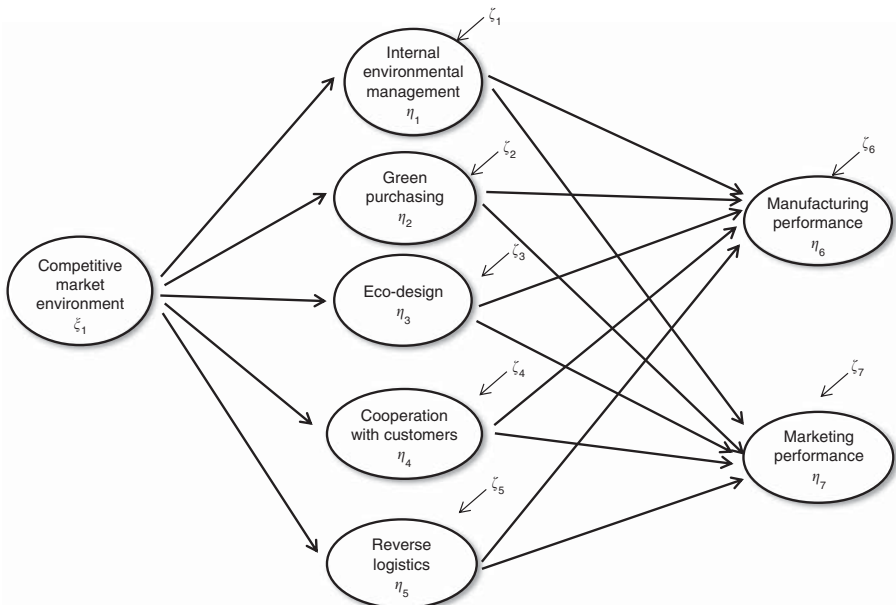 ζ₁
Internal
environmental
management
η₁
ζ₂
Green
purchasing
η₂
ζ₃
Eco-design
η₃
ζ₄
Cooperation
with customers
η₄
ζ₅
Reverse
logistics
η₅
Competitive
market
environment
ξ₁
ζ₆
Manufacturing
performance
η₆
ζ₇
Marketing
performance
η₇